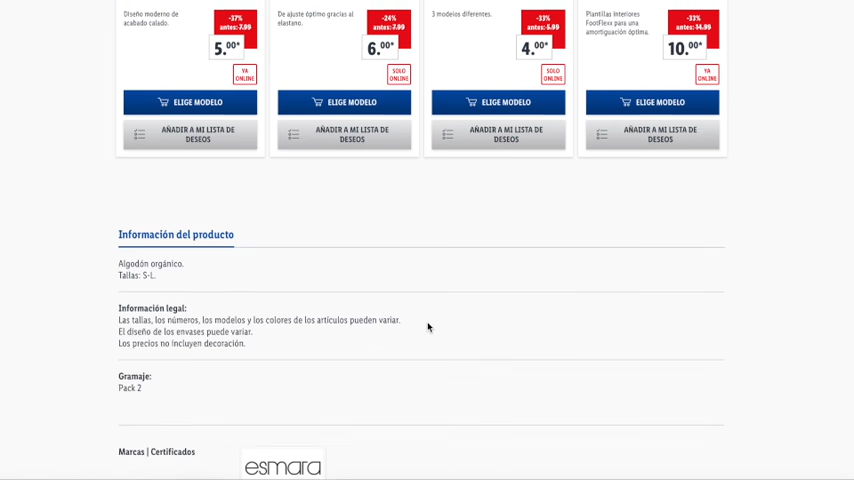 Diseño moderno de
acabado calado.
-37%
antes: 7.99
5.00*
YA
ONLINE
ELIGE MODELO
AÑADIR A MI LISTA DE
DESEOS
De ajuste óptimo gracias al
elastano.
-24%
antes: 7.99
6.00*
SOLO
ONLINE
ELIGE MODELO
AÑADIR A MI LISTA DE
DESEOS
3 modelos diferentes.
-33%
antes: 5.99
4.00*
SOLO
ONLINE
ELIGE MODELO
AÑADIR A MI LISTA DE
DESEOS
Plantillas interiores
FootFlexx para una
amortiguación óptima.
-33%
antes: 14.99
10.00*
YA
ONLINE
ELIGE MODELO
AÑADIR A MI LISTA DE
DESEOS
Información del producto
Algodón orgánico.
Tallas: S-L.
Información legal:
Las tallas, los números, los modelos y los colores de los artículos pueden variar.
El diseño de los envases puede variar.
Los precios no incluyen decoración.
Gramaje:
Pack 2
Marcas | Certificados
esmara